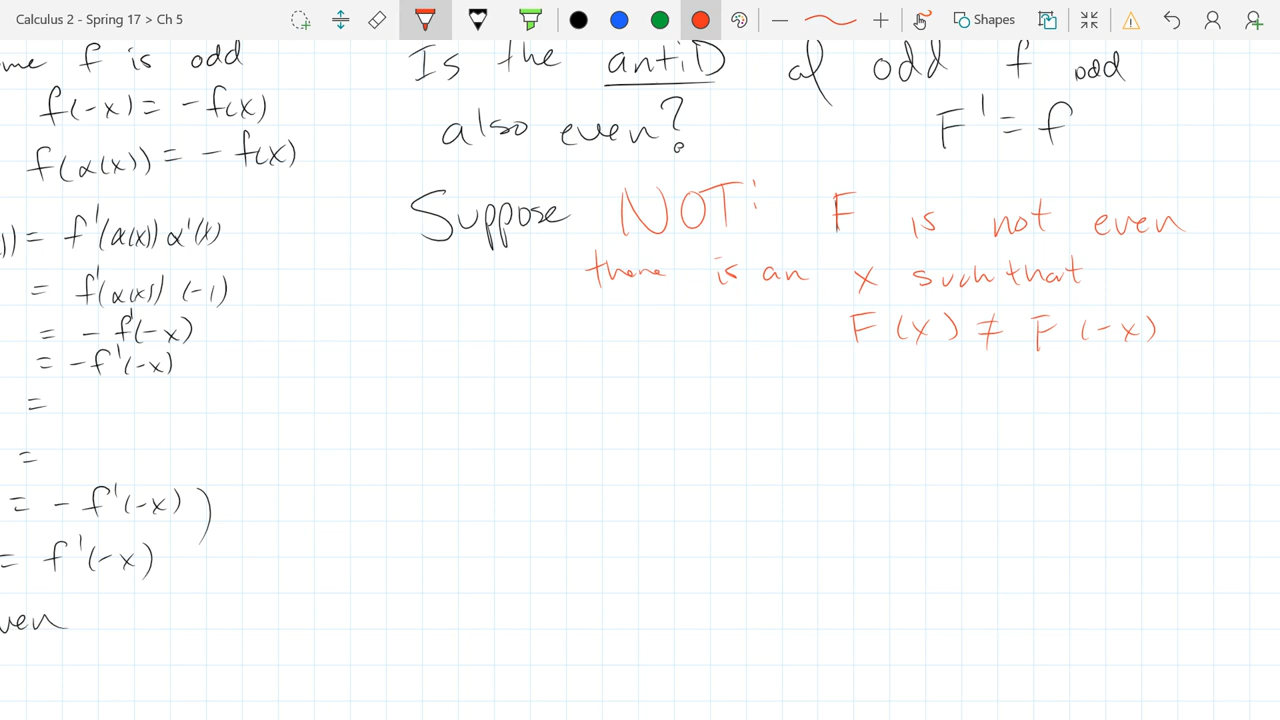 Calculus 2 - Spring 17 > Ch 5
Shapes
me f is odd
f(-x) = -f(x)
f(α(x)) = - f(x)
) = f'(α(x)) α'(x)
= f'(α(x)) (-1)
= - f'(-x)
= -f'(-x)
=
=
= - f'(-x) )
= f'(-x)
ven
Is the antiD of odd f odd
also even?
F' = f
Suppose NOT: F is not even
there is an x such that
F(x) ≠ F(-x)